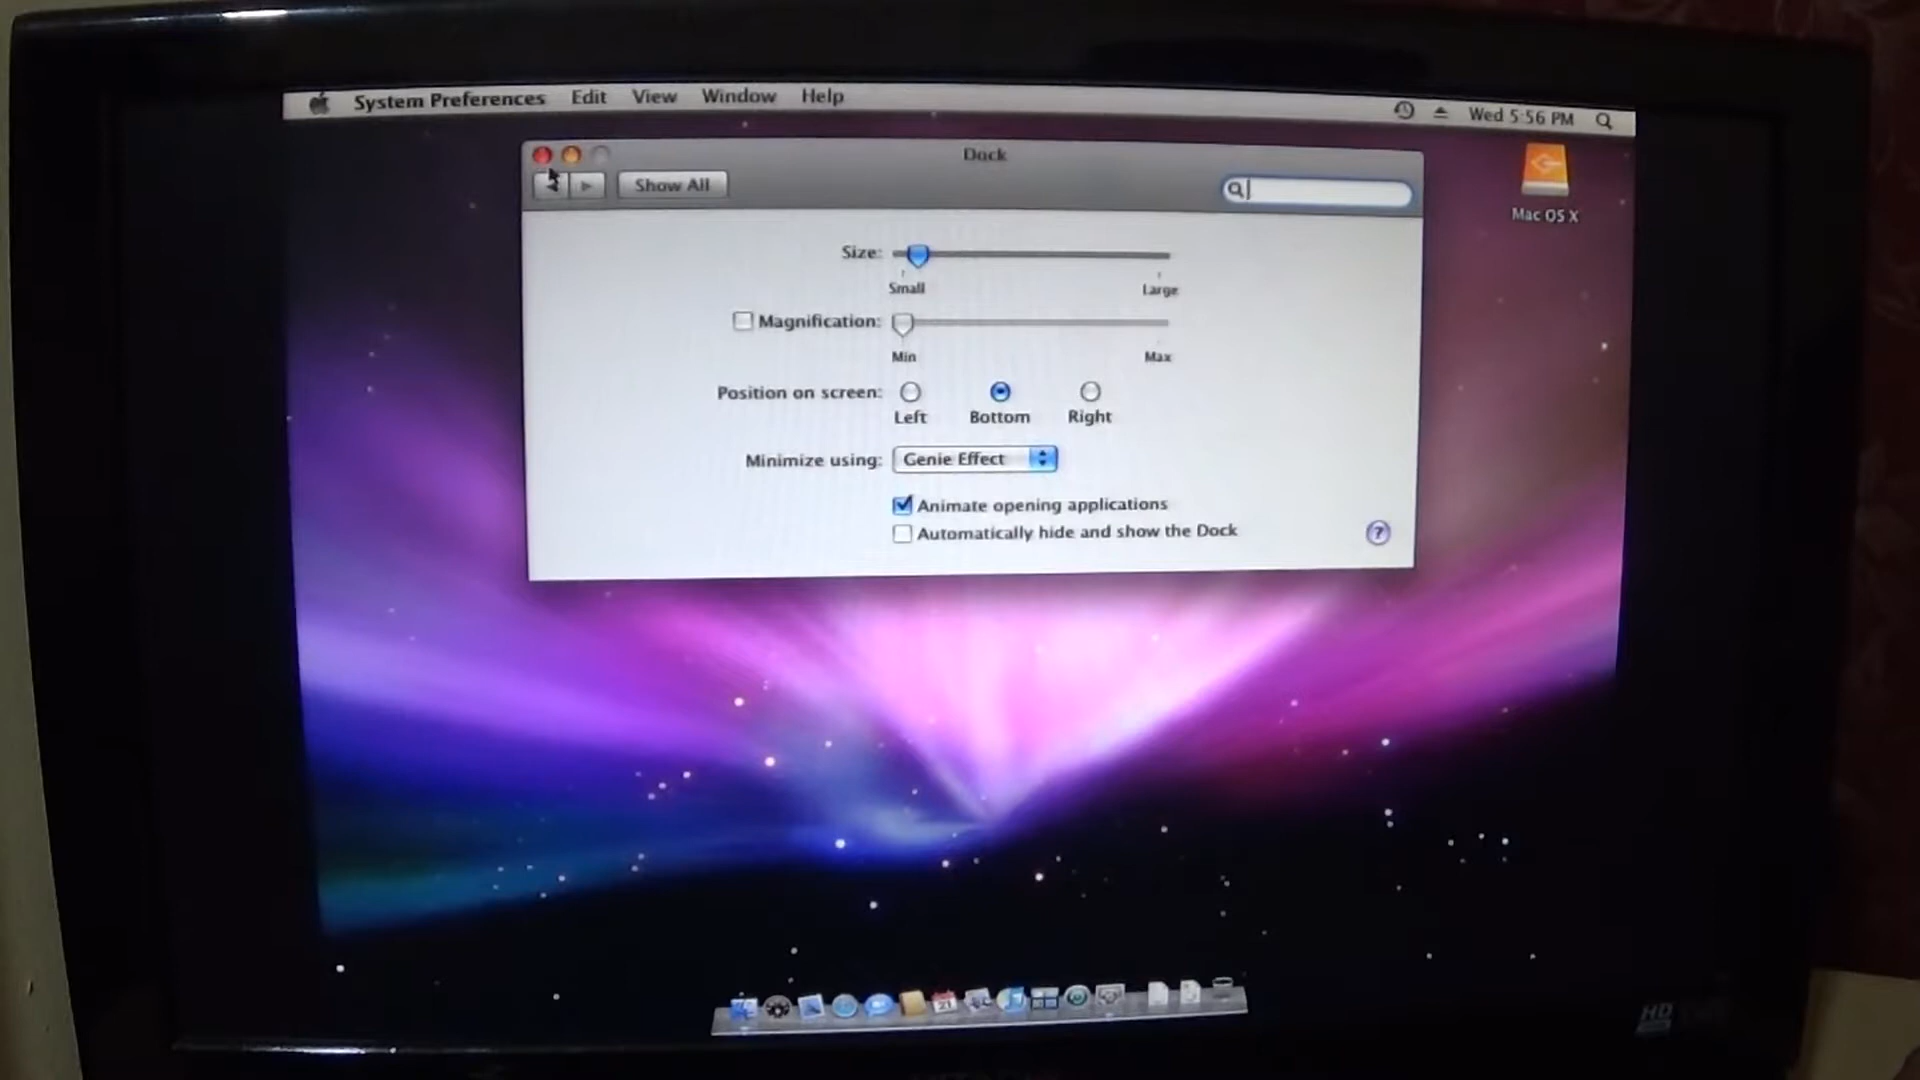 System Preferences Edit View Window Help Wed 5:56 PM
Dock
Show All
Mac OS X
Size:
Small Large
Magnification:
Min Max
Position on screen:
Left Bottom Right
Minimize using: Genie Effect
Animate opening applications
Automatically hide and show the Dock
?
21
HD